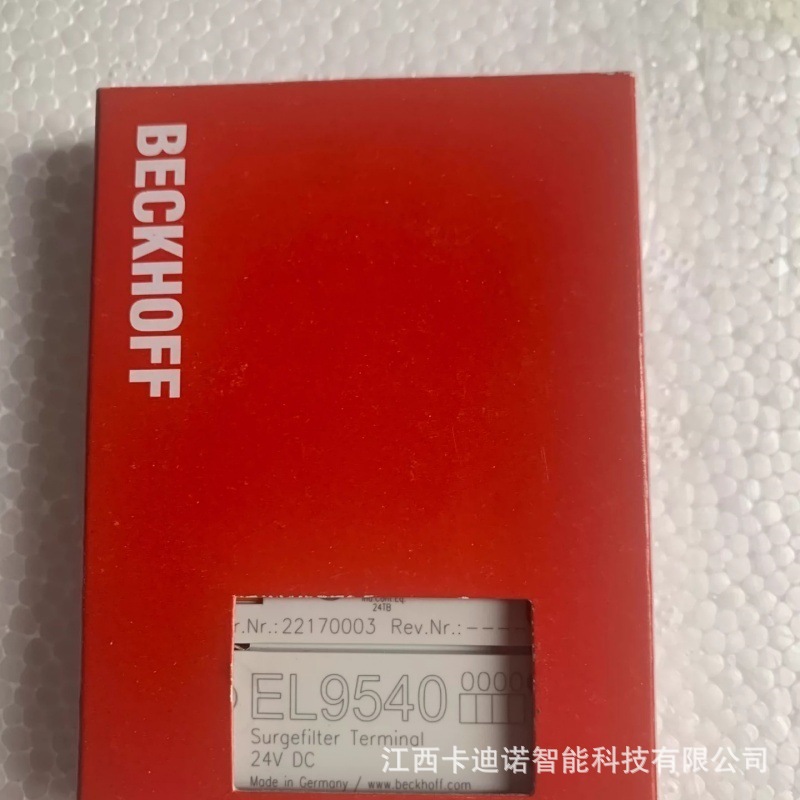 BECKHOFF
24TB
r.Nr.:22170003 Rev.Nr.:----
EL9540
0000
Surgefilter Terminal
24V DC
Made in Germany / www.beckhoff.com
江西卡迪诺智能科技有限公司